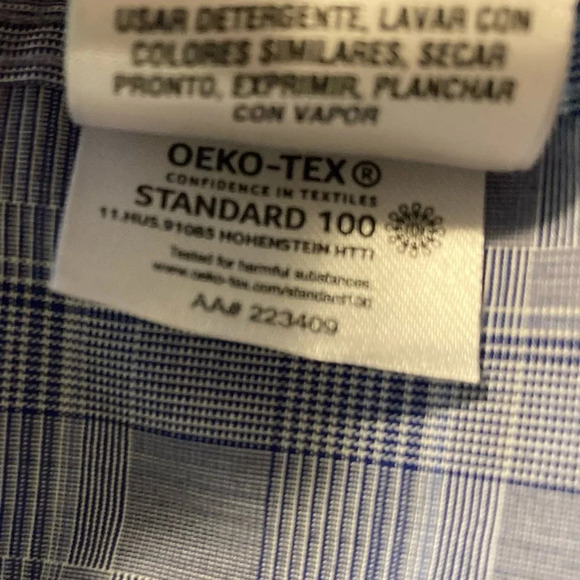 USAR DETERGENTE, LAVAR CON
COLORES SIMILARES, SECAR
PRONTO, EXPRIMIR, PLANCHAR
CON VAPOR
OEKO-TEX®
CONFIDENCE IN TEXTILES
STANDARD 100
11.HUS.91085 HOHENSTEIN HTTI
Tested for harmful substances
www.oeko-tex.com/standard100
AA# 223409